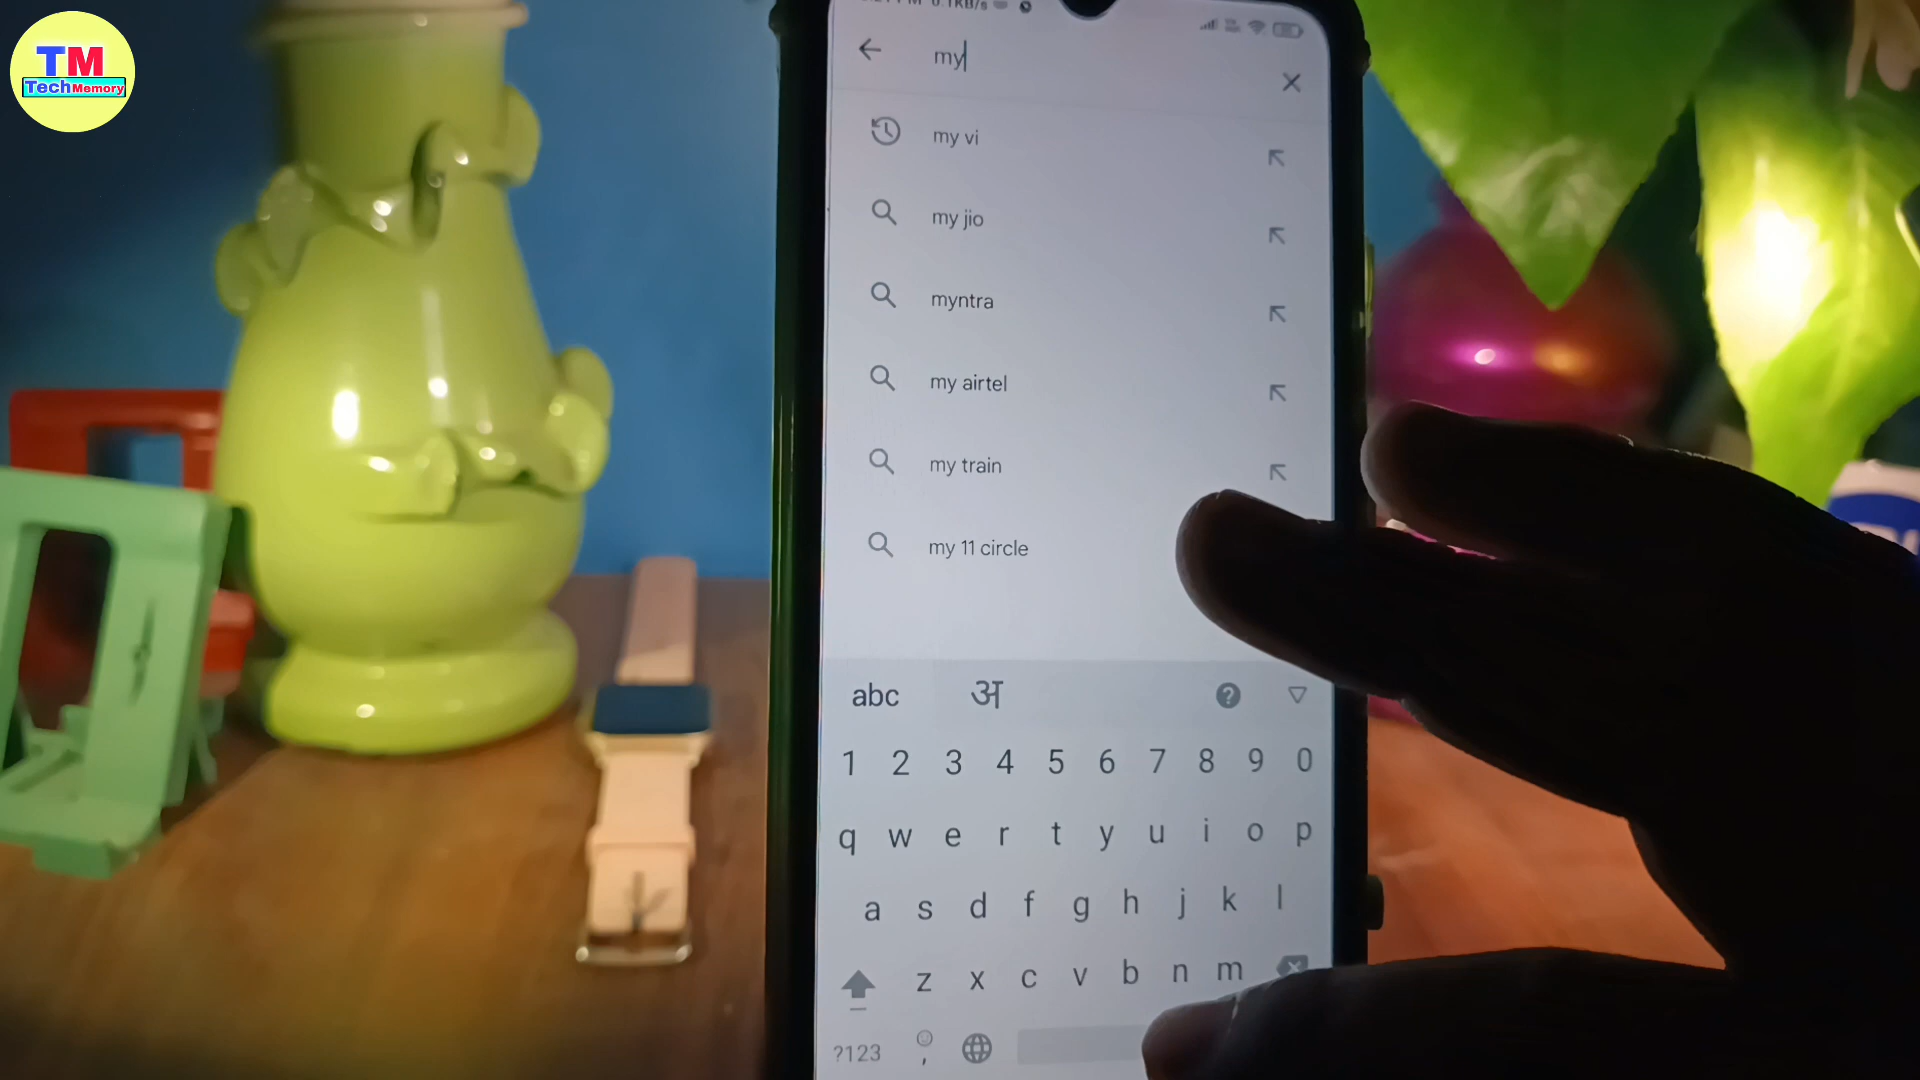 TM
TechMemory
my
my vi
my jio
myntra
my airtel
my train
my 11 circle
abc अ
1 2 3 4 5 6 7 8 9 0
q w e r t y u i o p
a s d f g h j k l
z x c v b n m
?123 ,